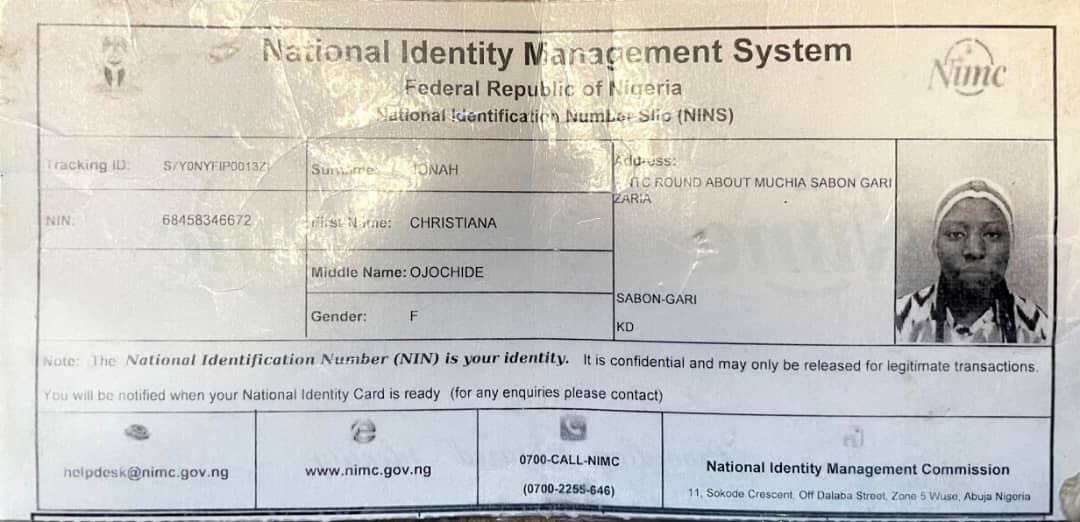 National Identity Management System
Federal Republic of Nigeria
National Identification Number Slip (NINS)
Nimc
Tracking ID:
Surname: JONAH
Address:
ROUND ABOUT MUCHIA SABON GARI
ZARIA
NIN: 68458346672
First Name: CHRISTIANA
Middle Name: OJOCHIDE
SABON-GARI
Gender: F
KD
Note: The National Identification Number (NIN) is your identity. It is confidential and may only be released for legitimate transactions.
You will be notified when your National Identity Card is ready (for any enquiries please contact)
helpdesk@nimc.gov.ng
www.nimc.gov.ng
0700-CALL-NIMC
(0700-2255-646)
National Identity Management Commission
11, Sokode Crescent, Off Dalaba Street, Zone 5 Wuse, Abuja Nigeria